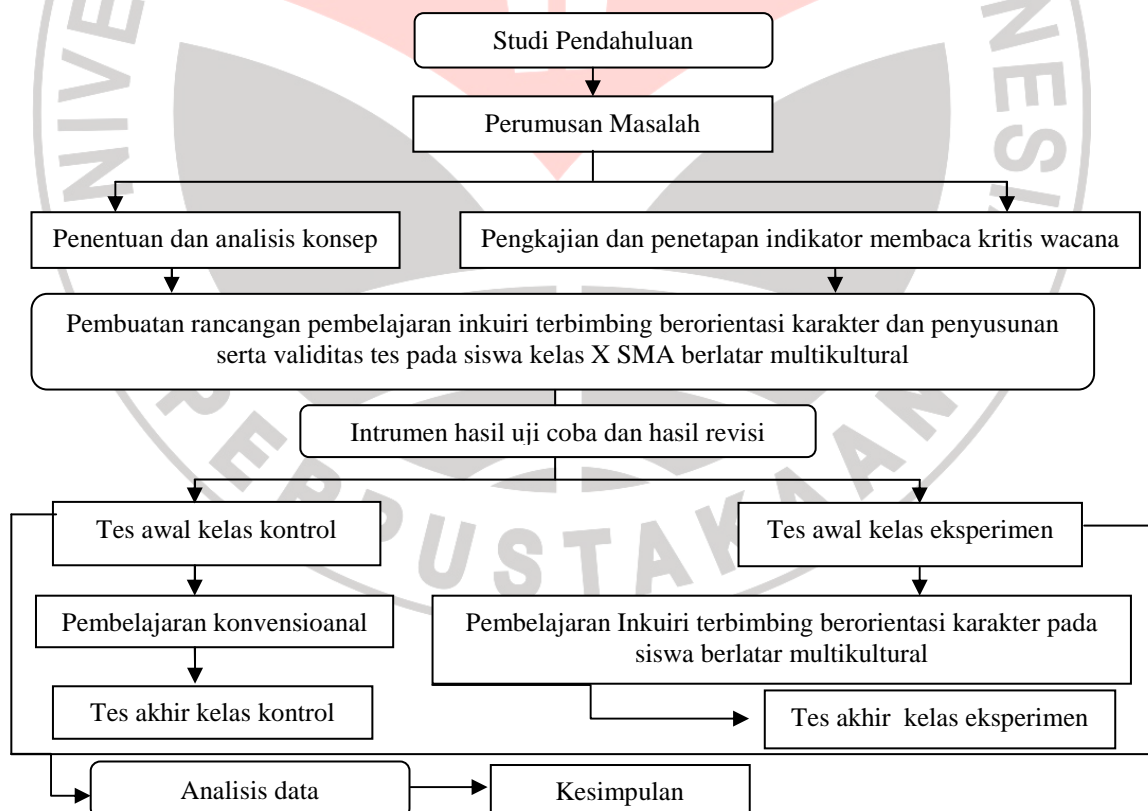 Studi Pendahuluan
Perumusan Masalah
Penentuan dan analisis konsep
Pengkajian dan penetapan indikator membaca kritis wacana
Pembuatan rancangan pembelajaran inkuiri terbimbing berorientasi karakter dan penyusunan
serta validitas tes pada siswa kelas X SMA berlatar multikultural
Intrumen hasil uji coba dan hasil revisi
Tes awal kelas kontrol
Tes awal kelas eksperimen
Pembelajaran konvensioanal
Pembelajaran Inkuiri terbimbing berorientasi karakter pada
siswa berlatar multikultural
Tes akhir kelas kontrol
Tes akhir kelas eksperimen
Analisis data
Kesimpulan
NIVE
NESIA
PERPUSTAKAAN